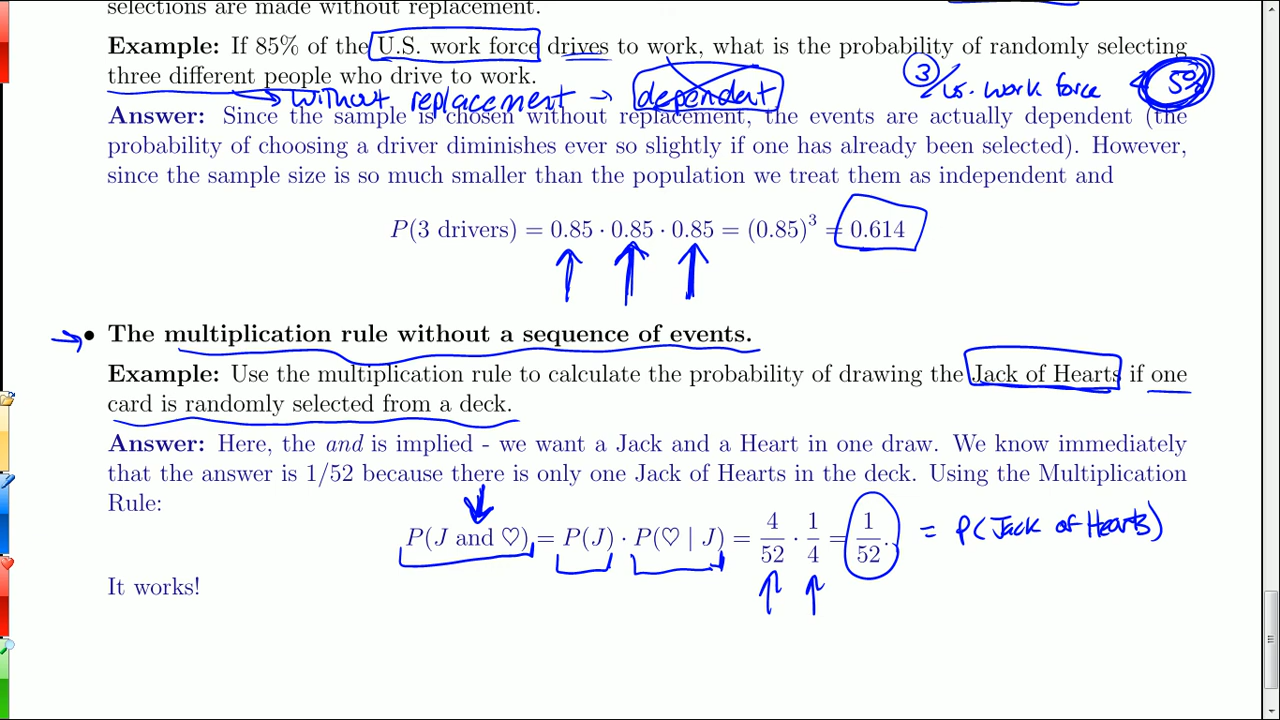 selections are made without replacement.
Example: If 85% of the U.S. work force drives to work, what is the probability of randomly selecting
three different people who drive to work.
→ without replacement → dependent
3/U.S. work force
5%
Answer: Since the sample is chosen without replacement, the events are actually dependent (the
probability of choosing a driver diminishes ever so slightly if one has already been selected). However,
since the sample size is so much smaller than the population we treat them as independent and
P(3 drivers) = 0.85 · 0.85 · 0.85 = (0.85)³ = 0.614
→ • The multiplication rule without a sequence of events.
Example: Use the multiplication rule to calculate the probability of drawing the Jack of Hearts if one
card is randomly selected from a deck.
Answer: Here, the and is implied - we want a Jack and a Heart in one draw. We know immediately
that the answer is 1/52 because there is only one Jack of Hearts in the deck. Using the Multiplication
Rule:
P(J and ♡) = P(J) · P(♡ | J) = 4/52 · 1/4 = 1/52. = P(Jack of Hearts)
It works!